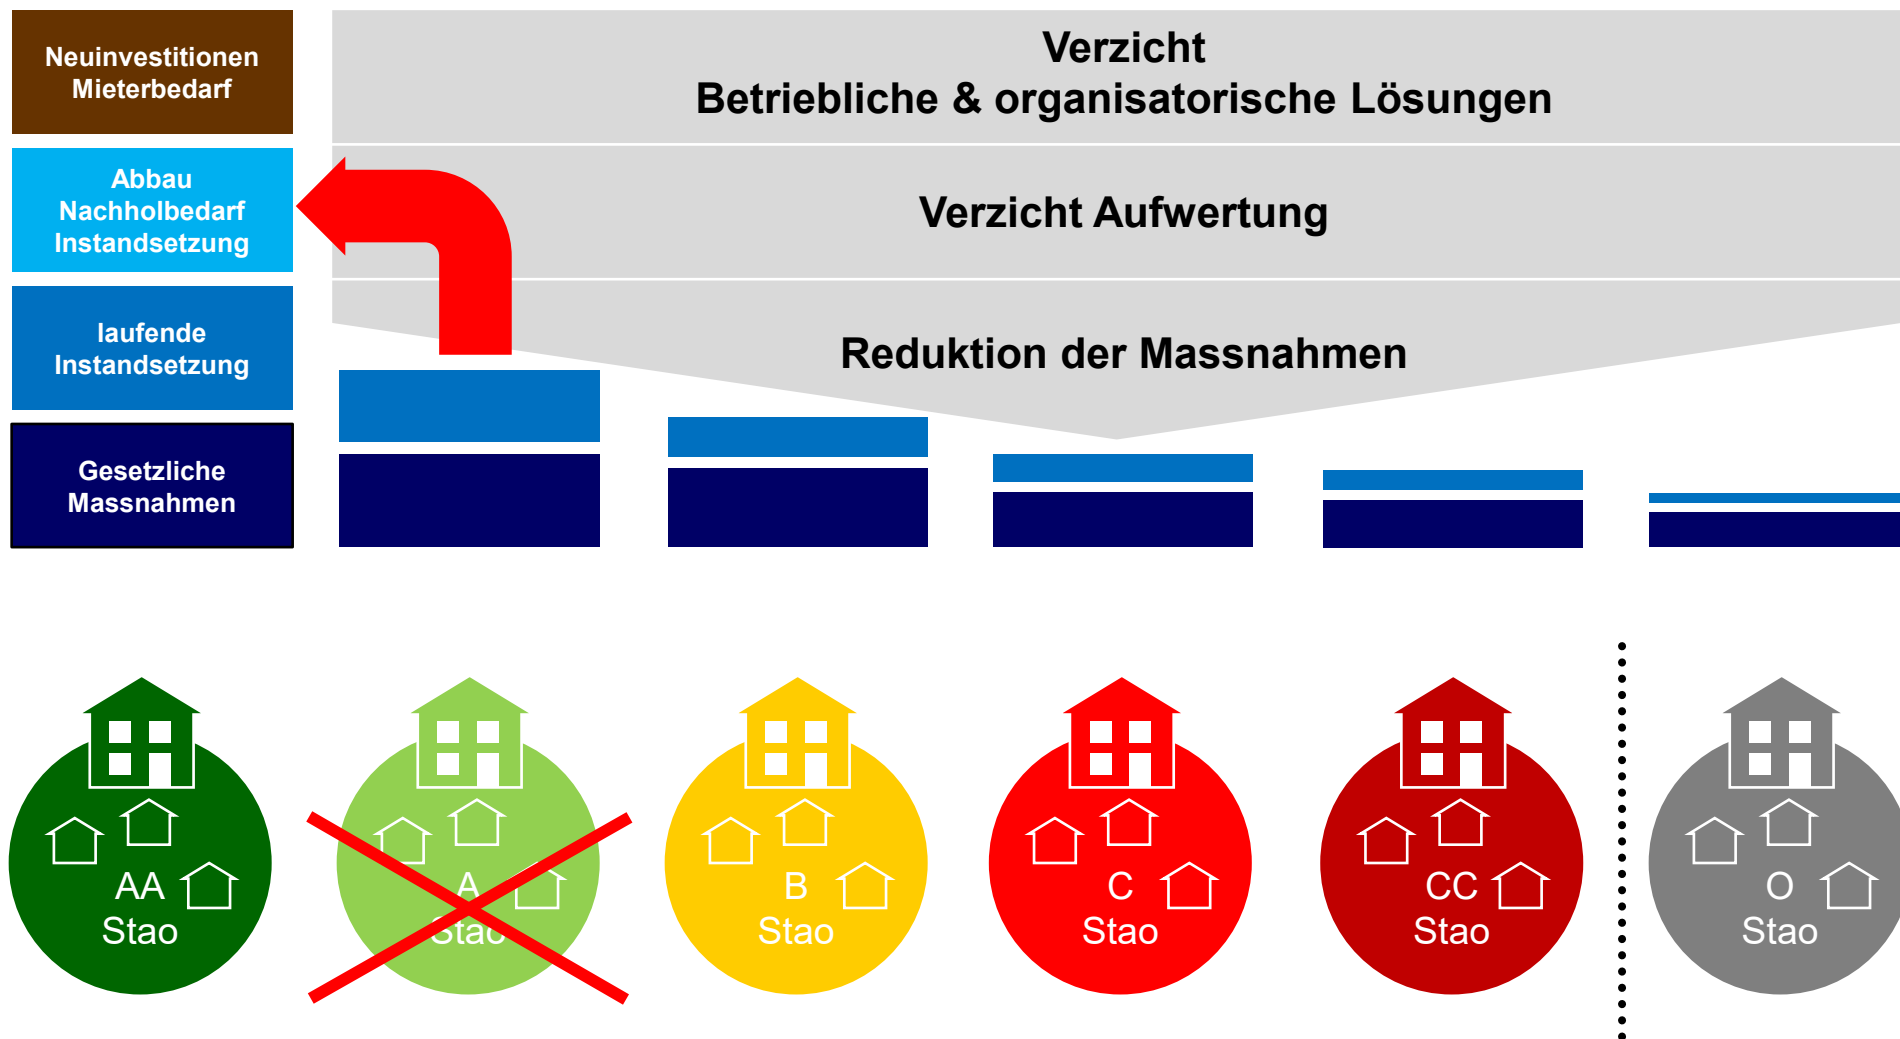 Neuinvestitionen
Mieterbedarf
Verzicht
Betriebliche & organisatorische Lösungen
Abbau
Nachholbedarf
Instandsetzung
Verzicht Aufwertung
laufende
Instandsetzung
Reduktion der Massnahmen
Gesetzliche
Massnahmen
AA
Stao
A
Stao
B
Stao
C
Stao
CC
Stao
O
Stao